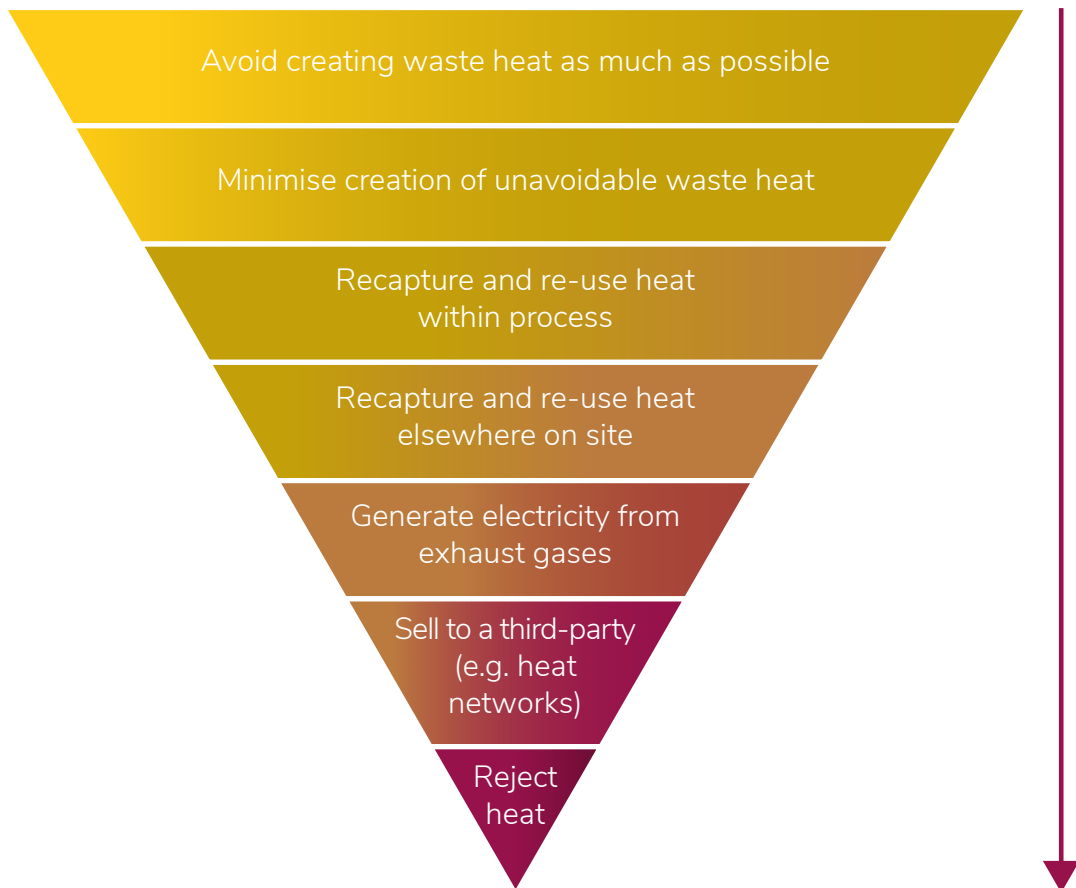 Avoid creating waste heat as much as possible
Minimise creation of unavoidable waste heat
Recapture and re-use heat
within process
Recapture and re-use heat
elsewhere on site
Generate electricity from
exhaust gases
Sell to a third-party
(e.g. heat
networks)
Reject
heat